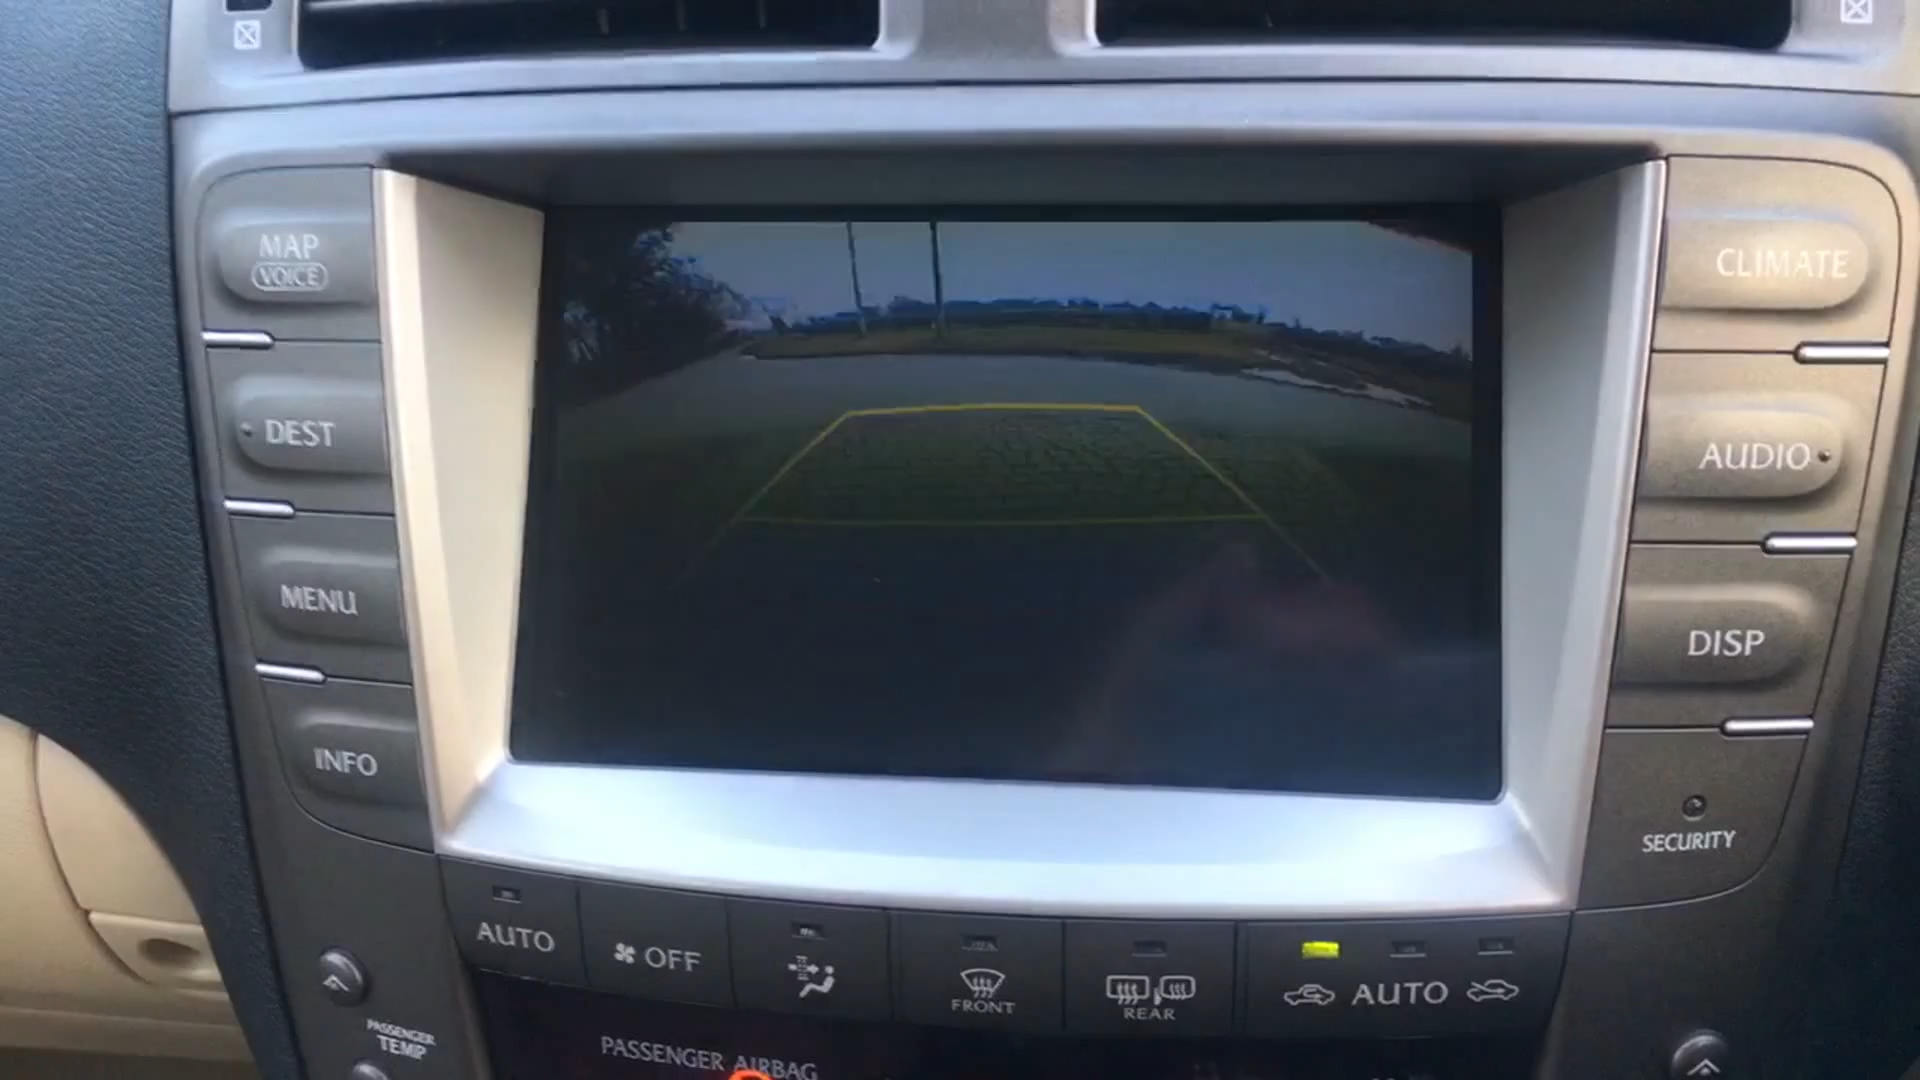 MAP
VOICE
DEST
MENU
INFO
CLIMATE
AUDIO
DISP
SECURITY
AUTO
OFF
FRONT
REAR
AUTO
PASSENGER
TEMP
PASSENGER AIRBAG